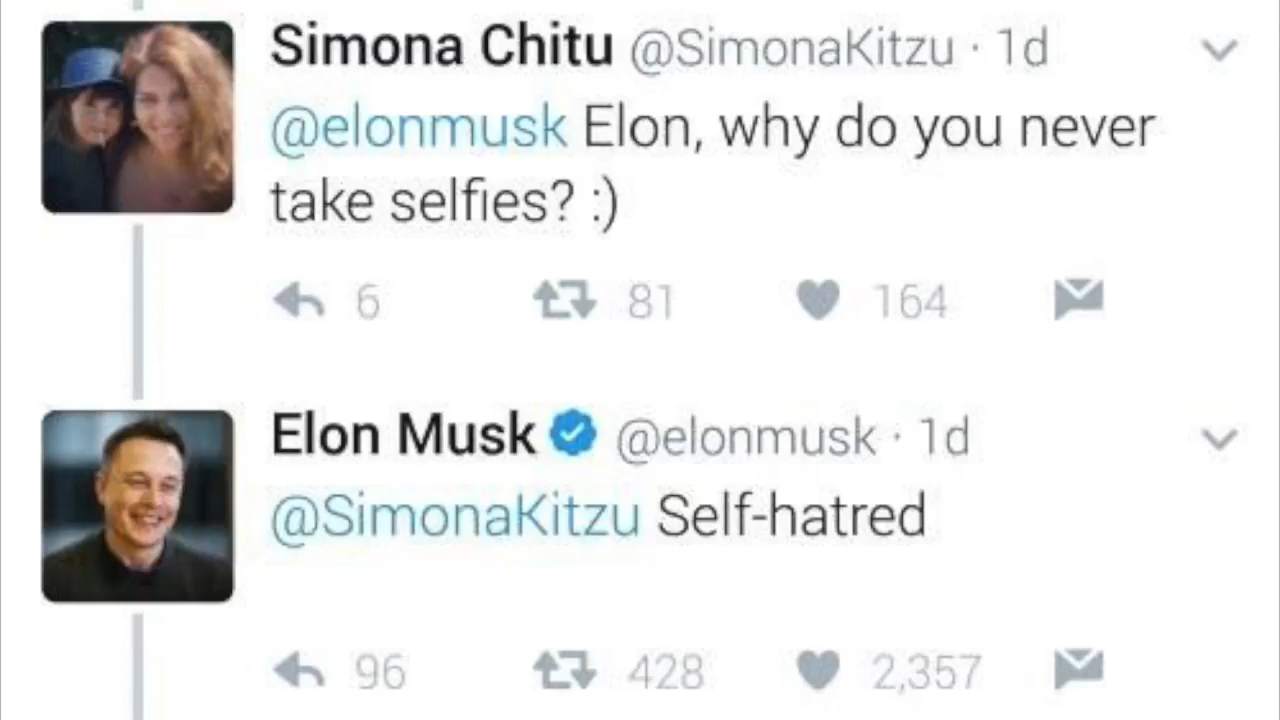 Simona Chitu @SimonaKitzu · 1d
@elonmusk Elon, why do you never
take selfies? :)
6 81 164
Elon Musk @elonmusk · 1d
@SimonaKitzu Self-hatred
96 428 2,357